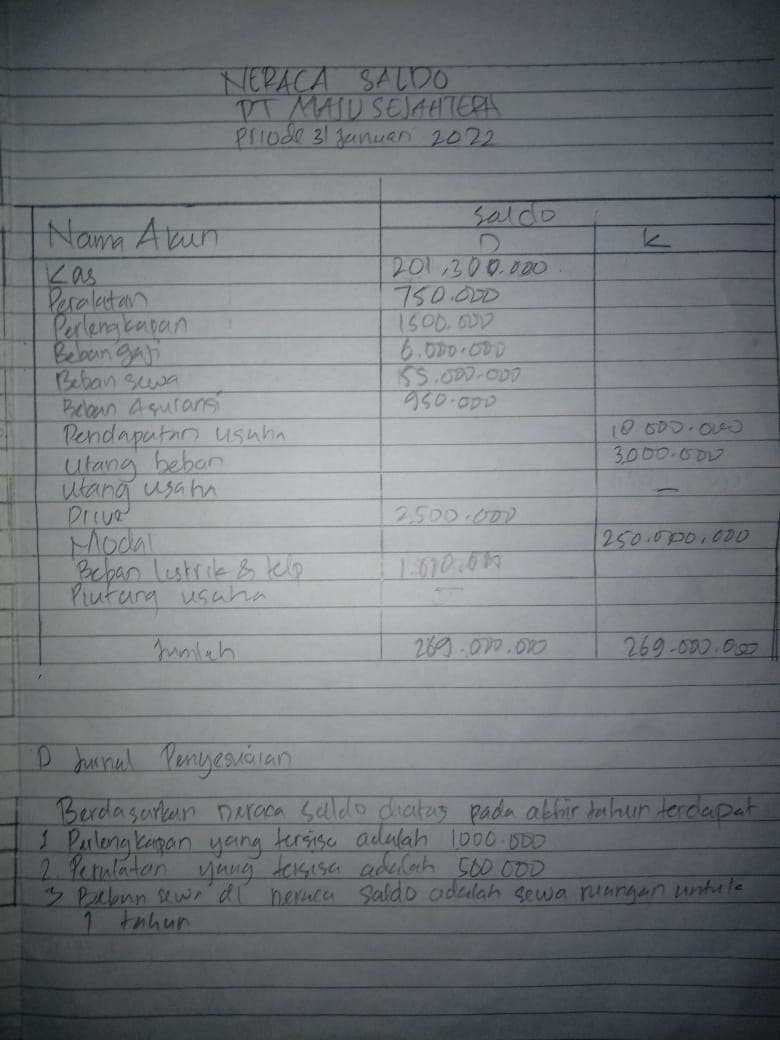 NERACA SALDO
PT MAJU SEJAHTERA
Priode 31 Januari 2022
Saldo
Nama Akun D K
Kas 201,300.000
Peralatan 750.000
Perlengkapan 1500.000
Beban gaji 6.000.000
Beban sewa 55.000.000
Beban Asuransi 950.000
Pendapatan usaha 10.000.000
Utang beban 3.000.000
Utang usaha –
Prive 2.500.000
Modal 250.000.000
Beban listrik & telp
Piutang usaha –
Jumlah 269.000.000 269.000.000
D Jurnal Penyesuaian
Berdasarkan neraca saldo diatas pada akhir tahun terdapat
1 Perlengkapan yang tersisa adalah 1000.000
2. Peralatan yang tersisa adalah 500 000
3 Beban sewa di neraca saldo adalah sewa ruangan untuk
1 tahun